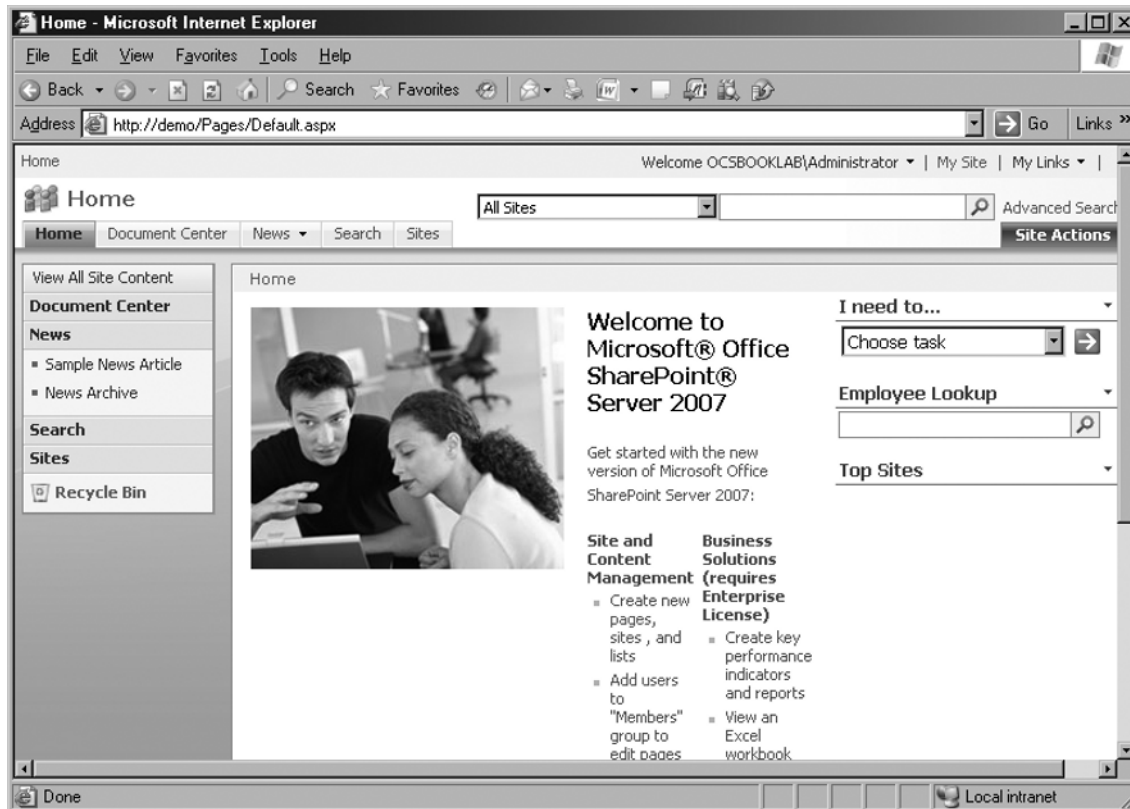 Home - Microsoft Internet Explorer
File Edit View Favorites Tools Help
Back Search Favorites
Address http://demo/Pages/Default.aspx Go Links »
Home Welcome OCSBOOKLAB\Administrator | My Site | My Links |
Home All Sites Advanced Search
Home Document Center News Search Sites Site Actions
View All Site Content
Document Center
News
Sample News Article
News Archive
Search
Sites
Recycle Bin
Home
Welcome to
Microsoft® Office
SharePoint®
Server 2007
Get started with the new
version of Microsoft Office
SharePoint Server 2007:
Site and
Content
Management
Create new
pages,
sites , and
lists
Add users
to
"Members"
group to
edit pages
Business
Solutions
(requires
Enterprise
License)
Create key
performance
indicators
and reports
View an
Excel
workbook
I need to...
Choose task
Employee Lookup
Top Sites
Done Local intranet